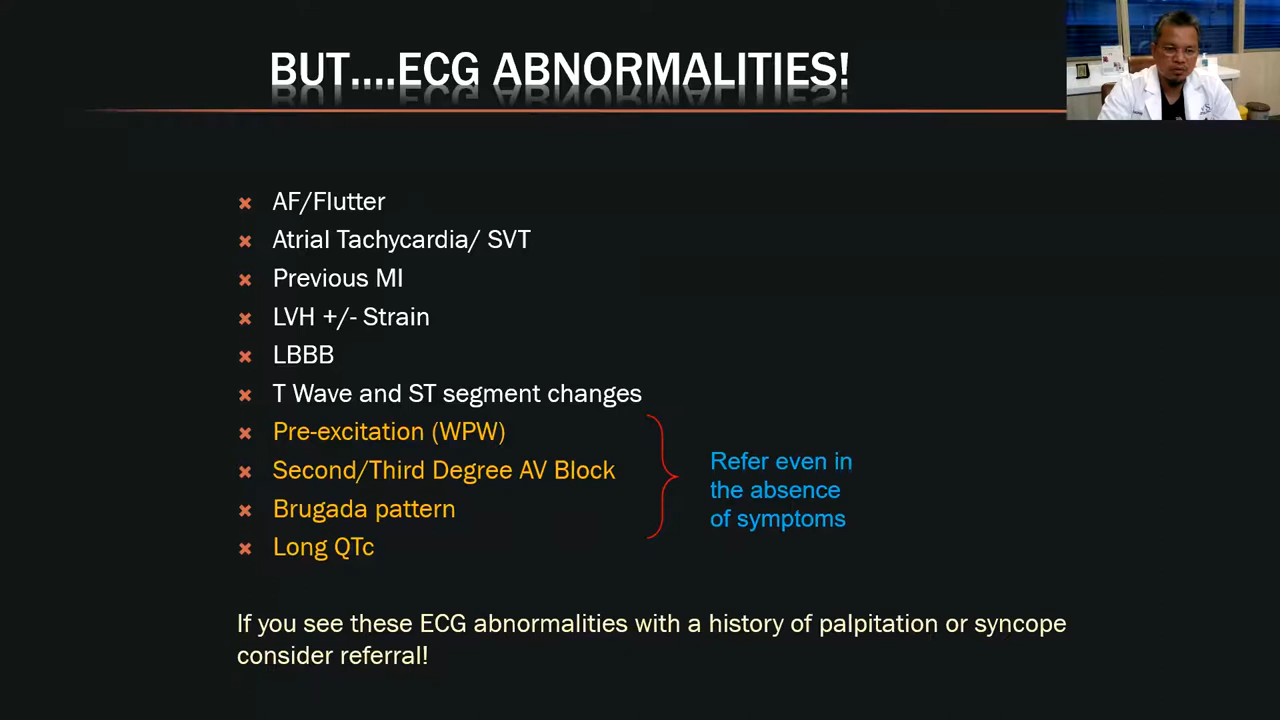 BUT....ECG ABNORMALITIES!
AF/Flutter
Atrial Tachycardia/ SVT
Previous MI
LVH +/- Strain
LBBB
T Wave and ST segment changes
Pre-excitation (WPW)
Second/Third Degree AV Block
Brugada pattern
Long QTc
Refer even in
the absence
of symptoms
If you see these ECG abnormalities with a history of palpitation or syncope
consider referral!